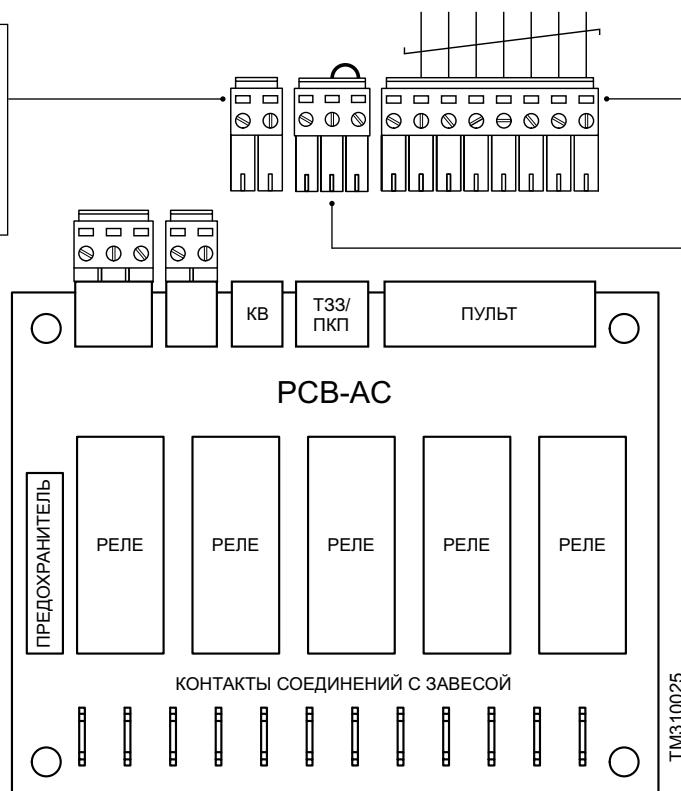 КВ
ТЗЗ/
ПКП
ПУЛЬТ
PCB-AC
ПРЕДОХРАНИТЕЛЬ
РЕЛЕ
РЕЛЕ
РЕЛЕ
РЕЛЕ
РЕЛЕ
КОНТАКТЫ СОЕДИНЕНИЙ С ЗАВЕСОЙ
TM310025